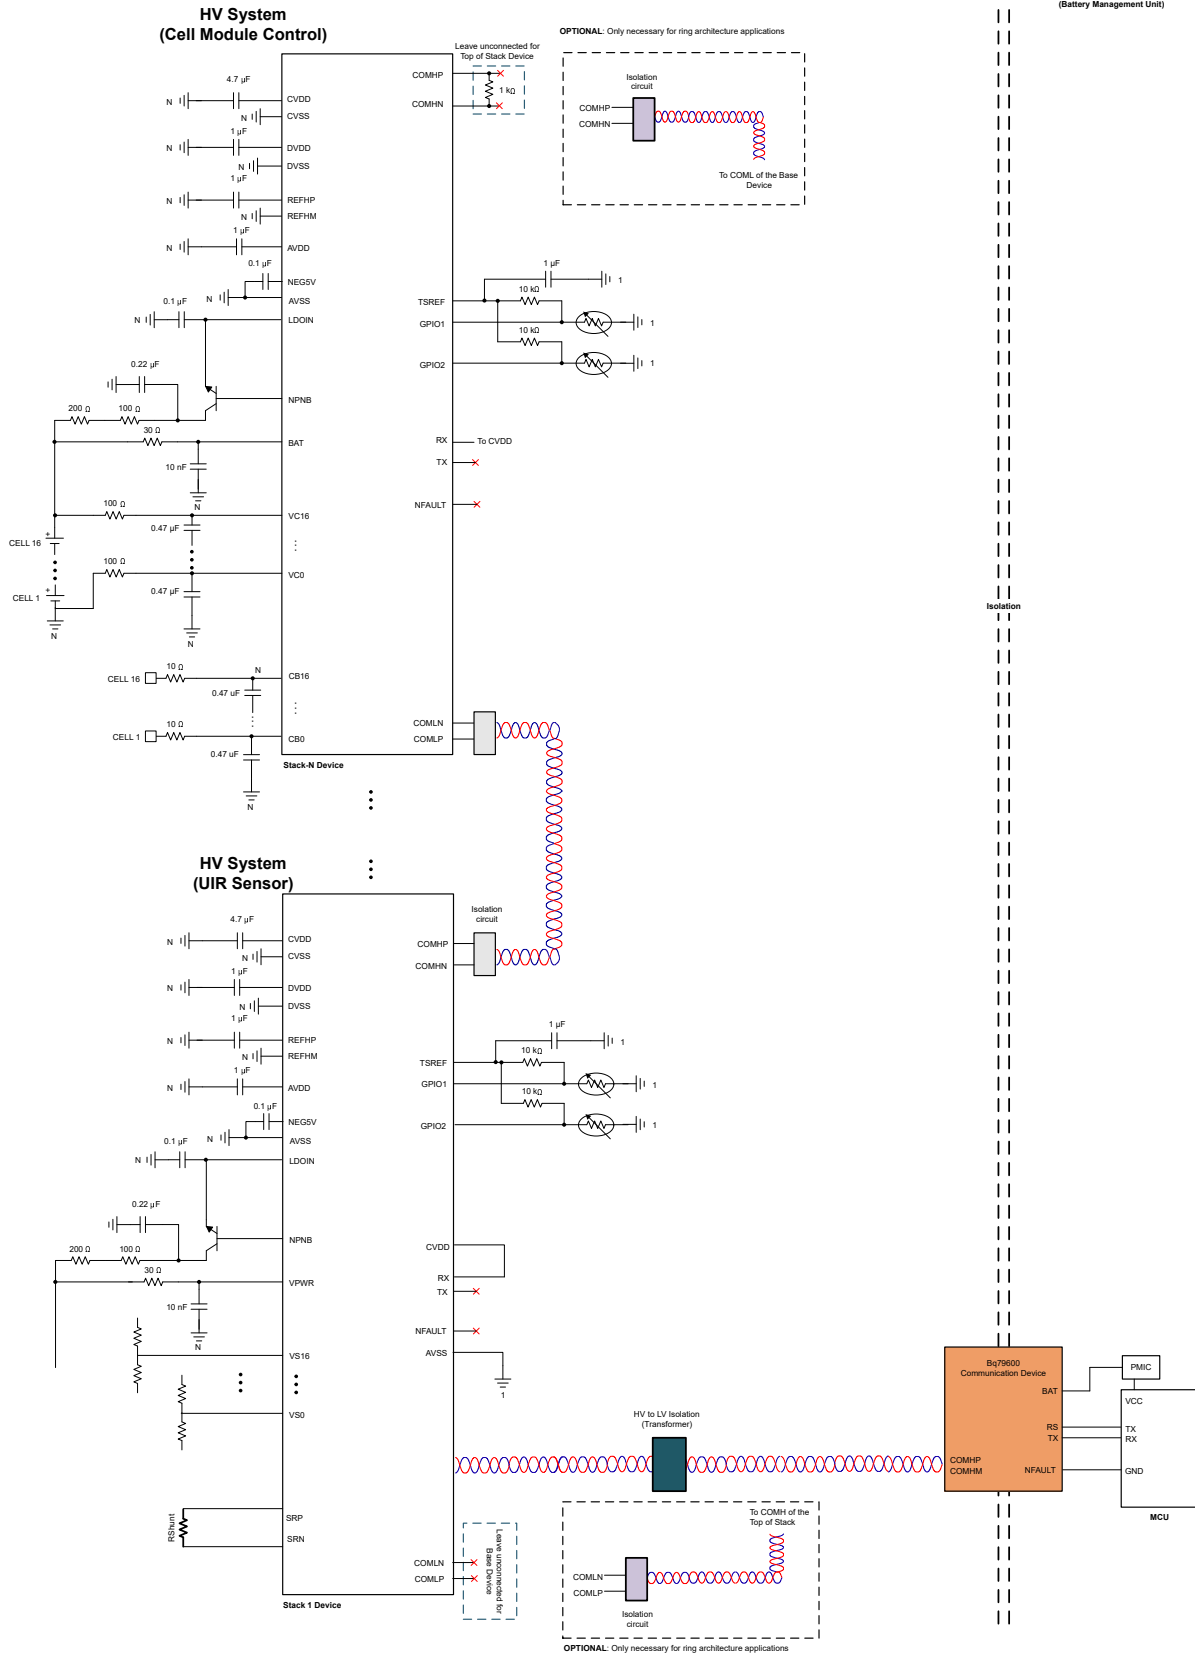 (Battery Management Unit)
HV System
(Cell Module Control)
OPTIONAL: Only necessary for ring architecture applications
Leave unconnected for
Top of Stack Device
COMHP
1 kΩ
COMHN
Isolation
circuit
COMHP
COMHN
To COML of the Base
Device
4.7 µF
N
CVDD
N
CVSS
1 µF
N
DVDD
N
DVSS
1 µF
N
REFHP
N
REFHM
1 µF
N
AVDD
0.1 µF
NEG5V
N
AVSS
0.1 µF
N
LDOIN
1 µF
1
TSREF
10 kΩ
GPIO1
1
10 kΩ
GPIO2
1
0.22 µF
NPNB
200 Ω
100 Ω
30 Ω
BAT
10 nF
N
RX
To CVDD
TX
NFAULT
100 Ω
VC16
0.47 µF
CELL 16
100 Ω
VC0
0.47 µF
CELL 1
N
N
Isolation
10 Ω
N
CELL 16
CB16
0.47 uF
10 Ω
CELL 1
CB0
0.47 uF
N
COMLN
COMLP
Stack-N Device
HV System
(UIR Sensor)
Isolation
circuit
COMHP
COMHN
4.7 µF
N
CVDD
N
CVSS
1 µF
N
DVDD
N
DVSS
1 µF
N
REFHP
N
REFHM
1 µF
N
AVDD
0.1 µF
NEG5V
N
AVSS
0.1 µF
N
LDOIN
1 µF
1
TSREF
10 kΩ
GPIO1
1
10 kΩ
GPIO2
1
0.22 µF
NPNB
200 Ω
100 Ω
30 Ω
VPWR
10 nF
N
CVDD
RX
TX
NFAULT
AVSS
1
VS16
VS0
HV to LV Isolation
(Transformer)
Bq79600
Communication Device
BAT
RS
TX
COMHP
COMHM
NFAULT
PMIC
VCC
TX
RX
GND
MCU
RShunt
SRP
SRN
COMLN
COMLP
Leave unconnected for
Base Device
Stack 1 Device
To COMH of the
Top of Stack
COMLN
COMLP
Isolation
circuit
OPTIONAL: Only necessary for ring architecture applications